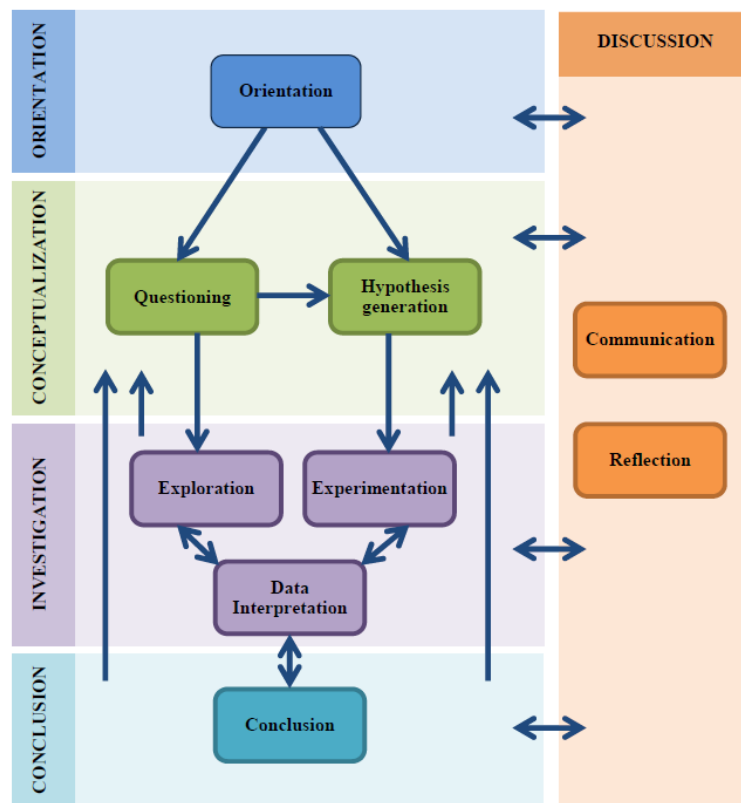 ORIENTATION
Orientation
CONCEPTUALIZATION
Questioning
Hypothesis
generation
INVESTIGATION
Exploration
Experimentation
Data
Interpretation
CONCLUSION
Conclusion
DISCUSSION
Communication
Reflection